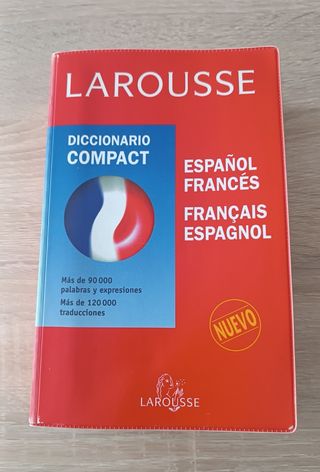 LAROUSSE
DICCIONARIO
COMPACT
ESPAÑOL
FRANCÉS
FRANÇAIS
ESPAGNOL
Más de 90 000
palabras y expresiones
Más de 120 000
traducciones
NUEVO
LAROUSSE